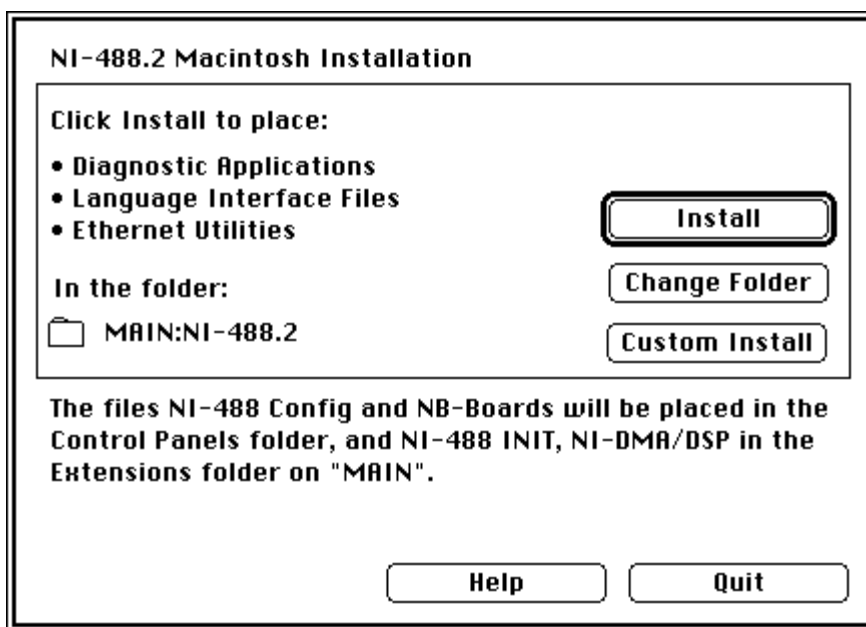 NI-488.2 Macintosh Installation
Click Install to place:
• Diagnostic Applications
• Language Interface Files
• Ethernet Utilities
Install
In the folder:
Change Folder
MAIN:NI-488.2
Custom Install
The files NI-488 Config and NB-Boards will be placed in the
Control Panels folder, and NI-488 INIT, NI-DMA/DSP in the
Extensions folder on "MAIN".
Help
Quit